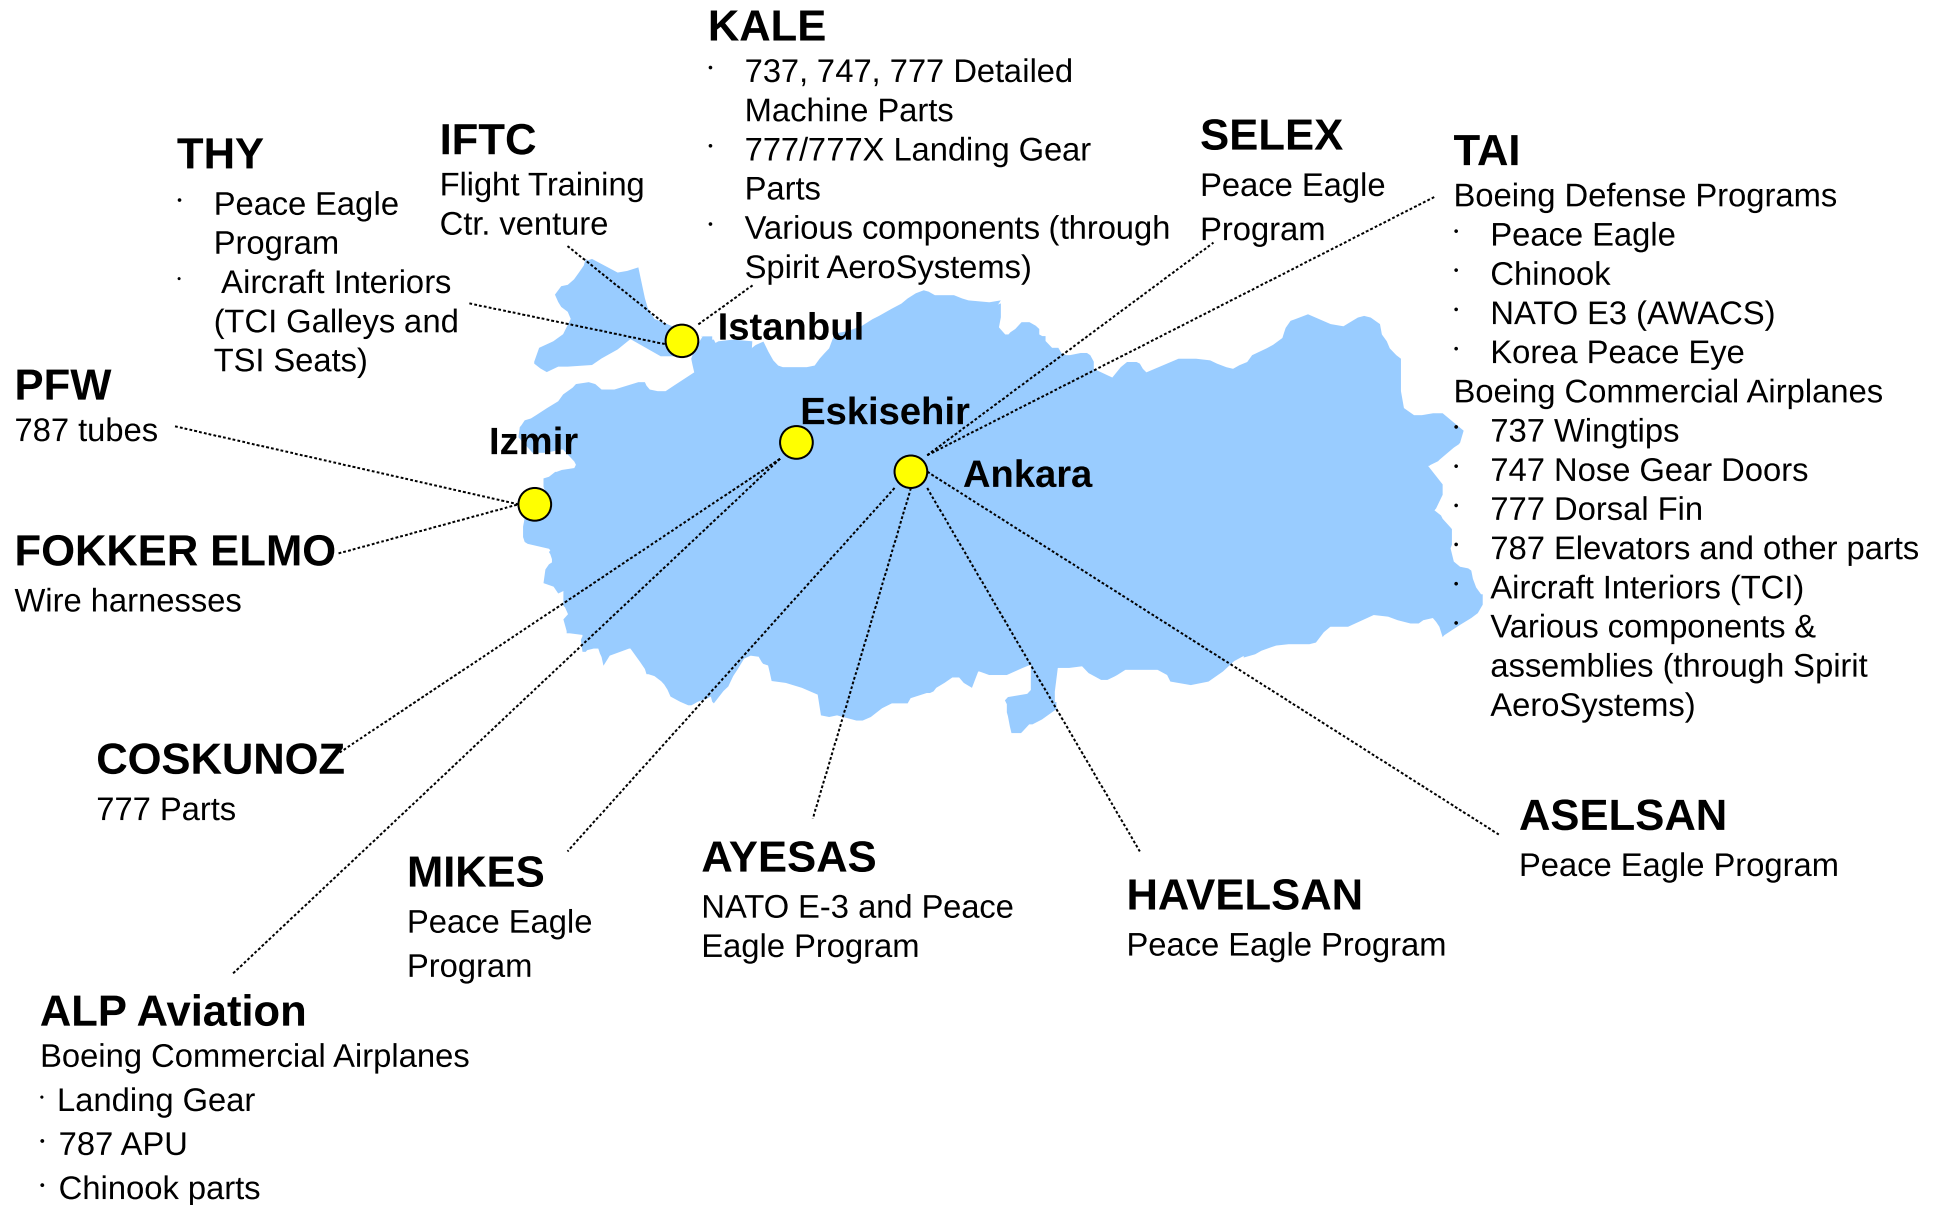 KALE
· 737, 747, 777 Detailed
Machine Parts
· 777/777X Landing Gear
Parts
· Various components (through
Spirit AeroSystems)
THY
· Peace Eagle
Program
· Aircraft Interiors
(TCI Galleys and
TSI Seats)
IFTC
Flight Training
Ctr. venture
SELEX
Peace Eagle
Program
TAI
Boeing Defense Programs
· Peace Eagle
· Chinook
· NATO E3 (AWACS)
· Korea Peace Eye
Boeing Commercial Airplanes
· 737 Wingtips
· 747 Nose Gear Doors
· 777 Dorsal Fin
· 787 Elevators and other parts
· Aircraft Interiors (TCI)
· Various components &
assemblies (through Spirit
AeroSystems)
Istanbul
PFW
787 tubes
Izmir
Eskisehir
Ankara
FOKKER ELMO
Wire harnesses
COSKUNOZ
777 Parts
MIKES
Peace Eagle
Program
AYESAS
NATO E-3 and Peace
Eagle Program
HAVELSAN
Peace Eagle Program
ASELSAN
Peace Eagle Program
ALP Aviation
Boeing Commercial Airplanes
· Landing Gear
· 787 APU
· Chinook parts